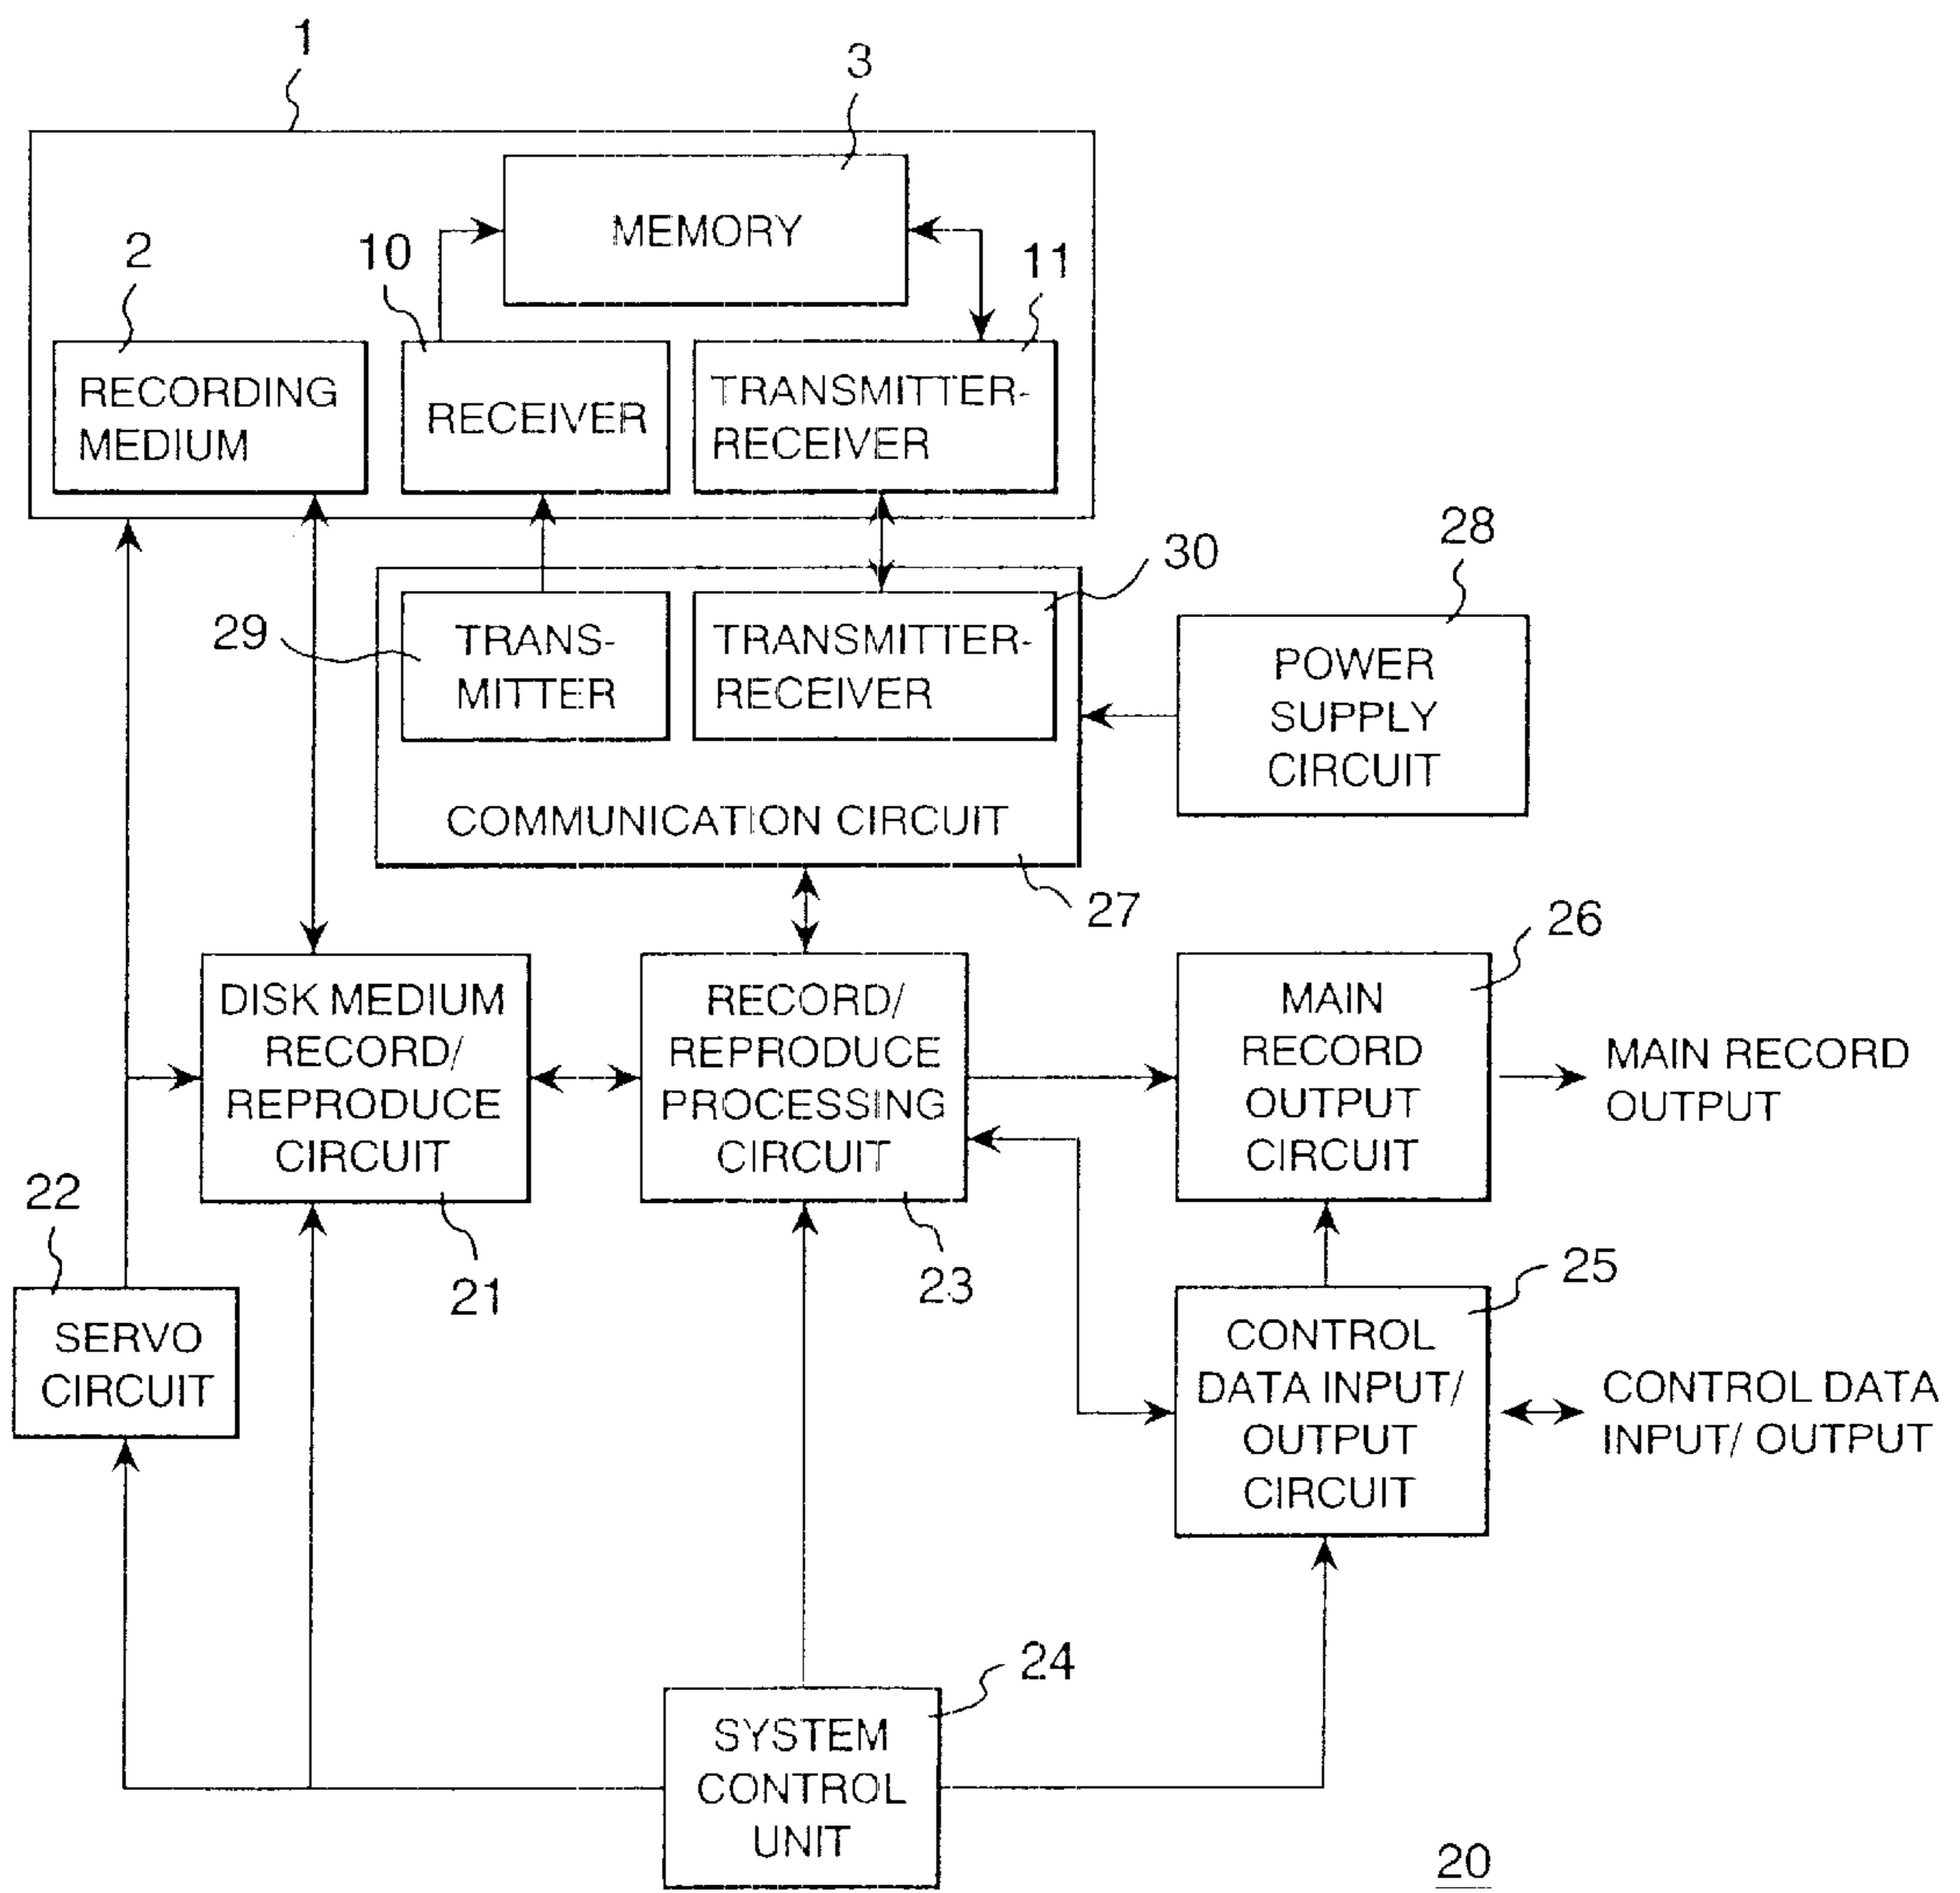 1
3
MEMORY
2
10
11
RECORDING
MEDIUM
RECEIVER
TRANSMITTER-
RECEIVER
30
28
29
TRANS-
MITTER
TRANSMITTER-
RECEIVER
POWER
SUPPLY
CIRCUIT
COMMUNICATION CIRCUIT
27
26
DISK MEDIUM
RECORD/
REPRODUCE
CIRCUIT
RECORD/
REPRODUCE
PROCESSING
CIRCUIT
MAIN
RECORD
OUTPUT
CIRCUIT
MAIN RECORD
OUTPUT
22
21
23
25
SERVO
CIRCUIT
CONTROL
DATA INPUT/
OUTPUT
CIRCUIT
CONTROL DATA
INPUT/ OUTPUT
24
SYSTEM
CONTROL
UNIT
20